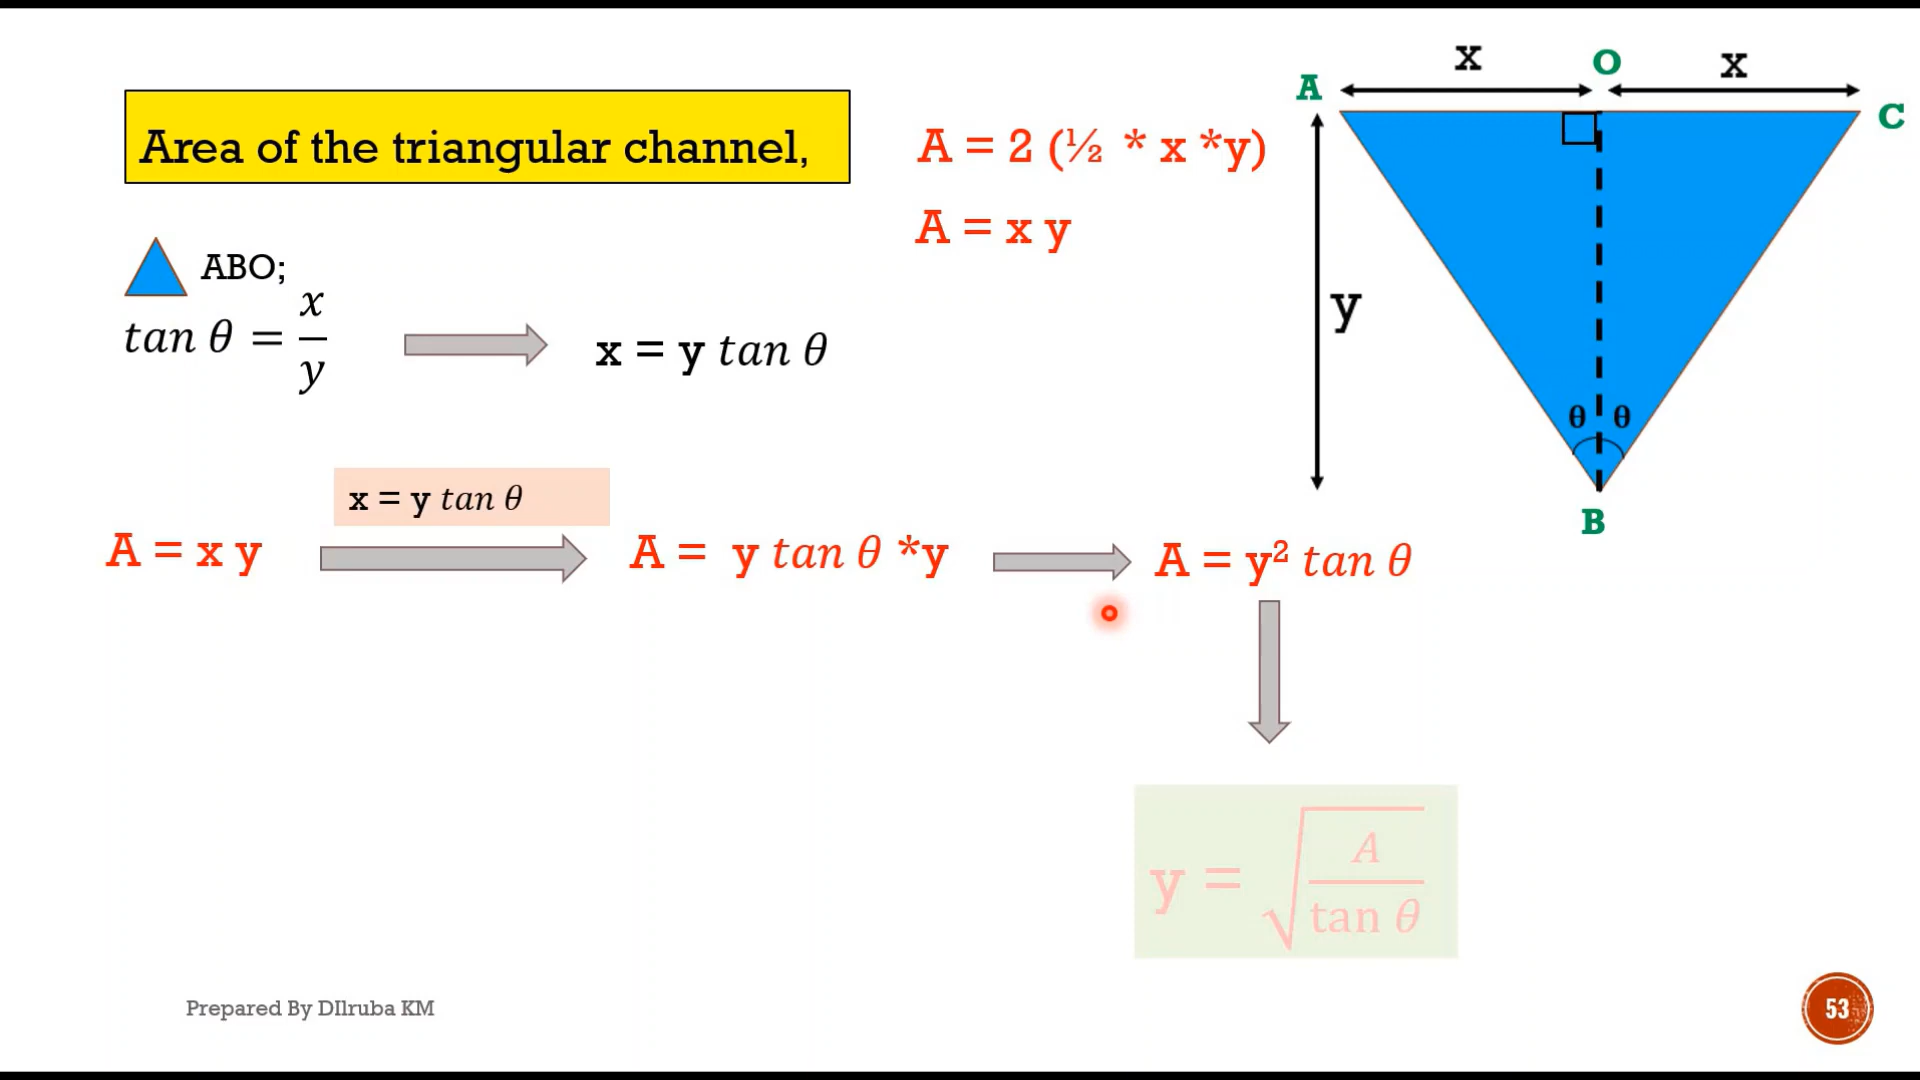 Area of the triangular channel,
A = 2 (½ * x *y)
A = x y
ABO;
tan θ = x/y
x = y tan θ
x = y tan θ
A = x y
A = y tan θ *y
A = y² tan θ
y = √(A/tan θ)
x
O
x
A
C
y
θ θ
B
Prepared By DIlruba KM
53